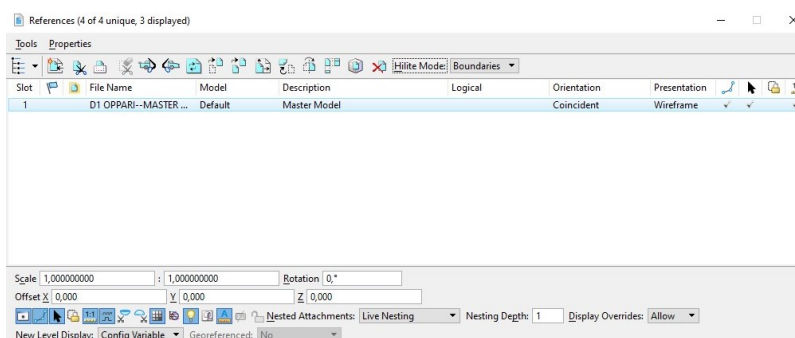 References (4 of 4 unique, 3 displayed)
Tools Properties
Hilite Mode: Boundaries
Slot File Name Model Description Logical Orientation Presentation
1 D1 OPPARI--MASTER ... Default Master Model Coincident Wireframe
Scale 1,000000000 : 1,000000000 Rotation 0,°
Offset X 0,000 Y 0,000 Z 0,000
Nested Attachments: Live Nesting Nesting Depth: 1 Display Overrides: Allow
New Level Display: Config Variable Georeferenced: No